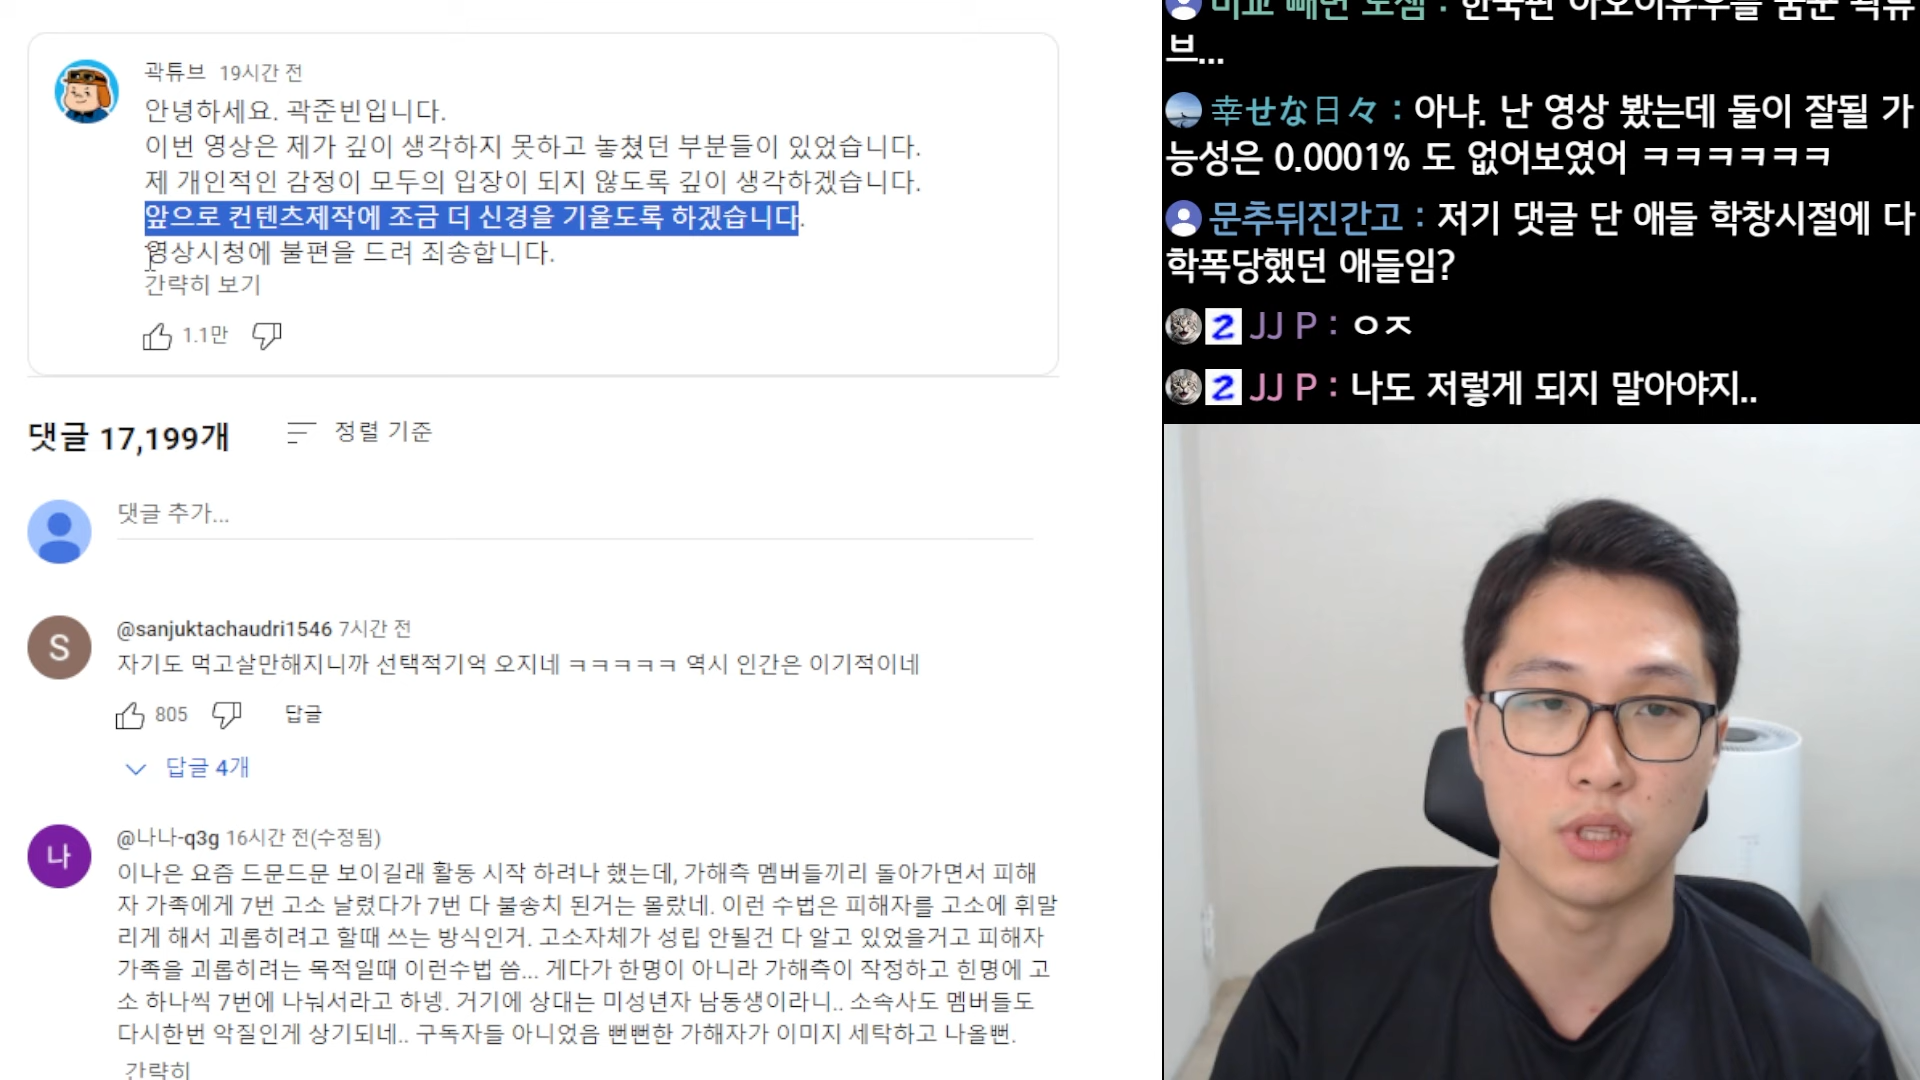 곽튜브 19시간 전
안녕하세요. 곽준빈입니다.
이번 영상은 제가 깊이 생각하지 못하고 놓쳤던 부분들이 있었습니다.
제 개인적인 감정이 모두의 입장이 되지 않도록 깊이 생각하겠습니다.
앞으로 컨텐츠제작에 조금 더 신경을 기울도록 하겠습니다.
영상시청에 불편을 드려 죄송합니다.
간략히 보기
1.1만
댓글 17,199개 정렬 기준
댓글 추가...
S
@sanjuktachaudri1546 7시간 전
자기도 먹고살만해지니까 선택적기억 오지네 ㅋㅋㅋㅋㅋ 역시 인간은 이기적이네
805 답글
답글 4개
나
@나나-q3g 16시간 전(수정됨)
이나은 요즘 드문드문 보이길래 활동 시작 하려나 했는데, 가해측 멤버들끼리 돌아가면서 피해
자 가족에게 7번 고소 날렸다가 7번 다 불송치 된거는 몰랐네. 이런 수법은 피해자를 고소에 휘말
리게 해서 괴롭히려고 할때 쓰는 방식인거. 고소자체가 성립 안될건 다 알고 있었을거고 피해자
가족을 괴롭히려는 목적일때 이런수법 씀... 게다가 한명이 아니라 가해측이 작정하고 힌명에 고
소 하나씩 7번에 나눠서라고 하넹. 거기에 상대는 미성년자 남동생이라니.. 소속사도 멤버들도
다시한번 악질인게 상기되네.. 구독자들 아니었음 뻔뻔한 가해자가 이미지 세탁하고 나올뻔.
간략히
비교 빼면 노잼 : 한국판 아오이유우를 꿈꾼 곽튜
브...
幸せな日々 : 아냐. 난 영상 봤는데 둘이 잘될 가
능성은 0.0001% 도 없어보였어 ㅋㅋㅋㅋㅋㅋ
문추뒤진간고 : 저기 댓글 단 애들 학창시절에 다
학폭당했던 애들임?
2 JJ P : ㅇㅈ
2 JJ P : 나도 저렇게 되지 말아야지..